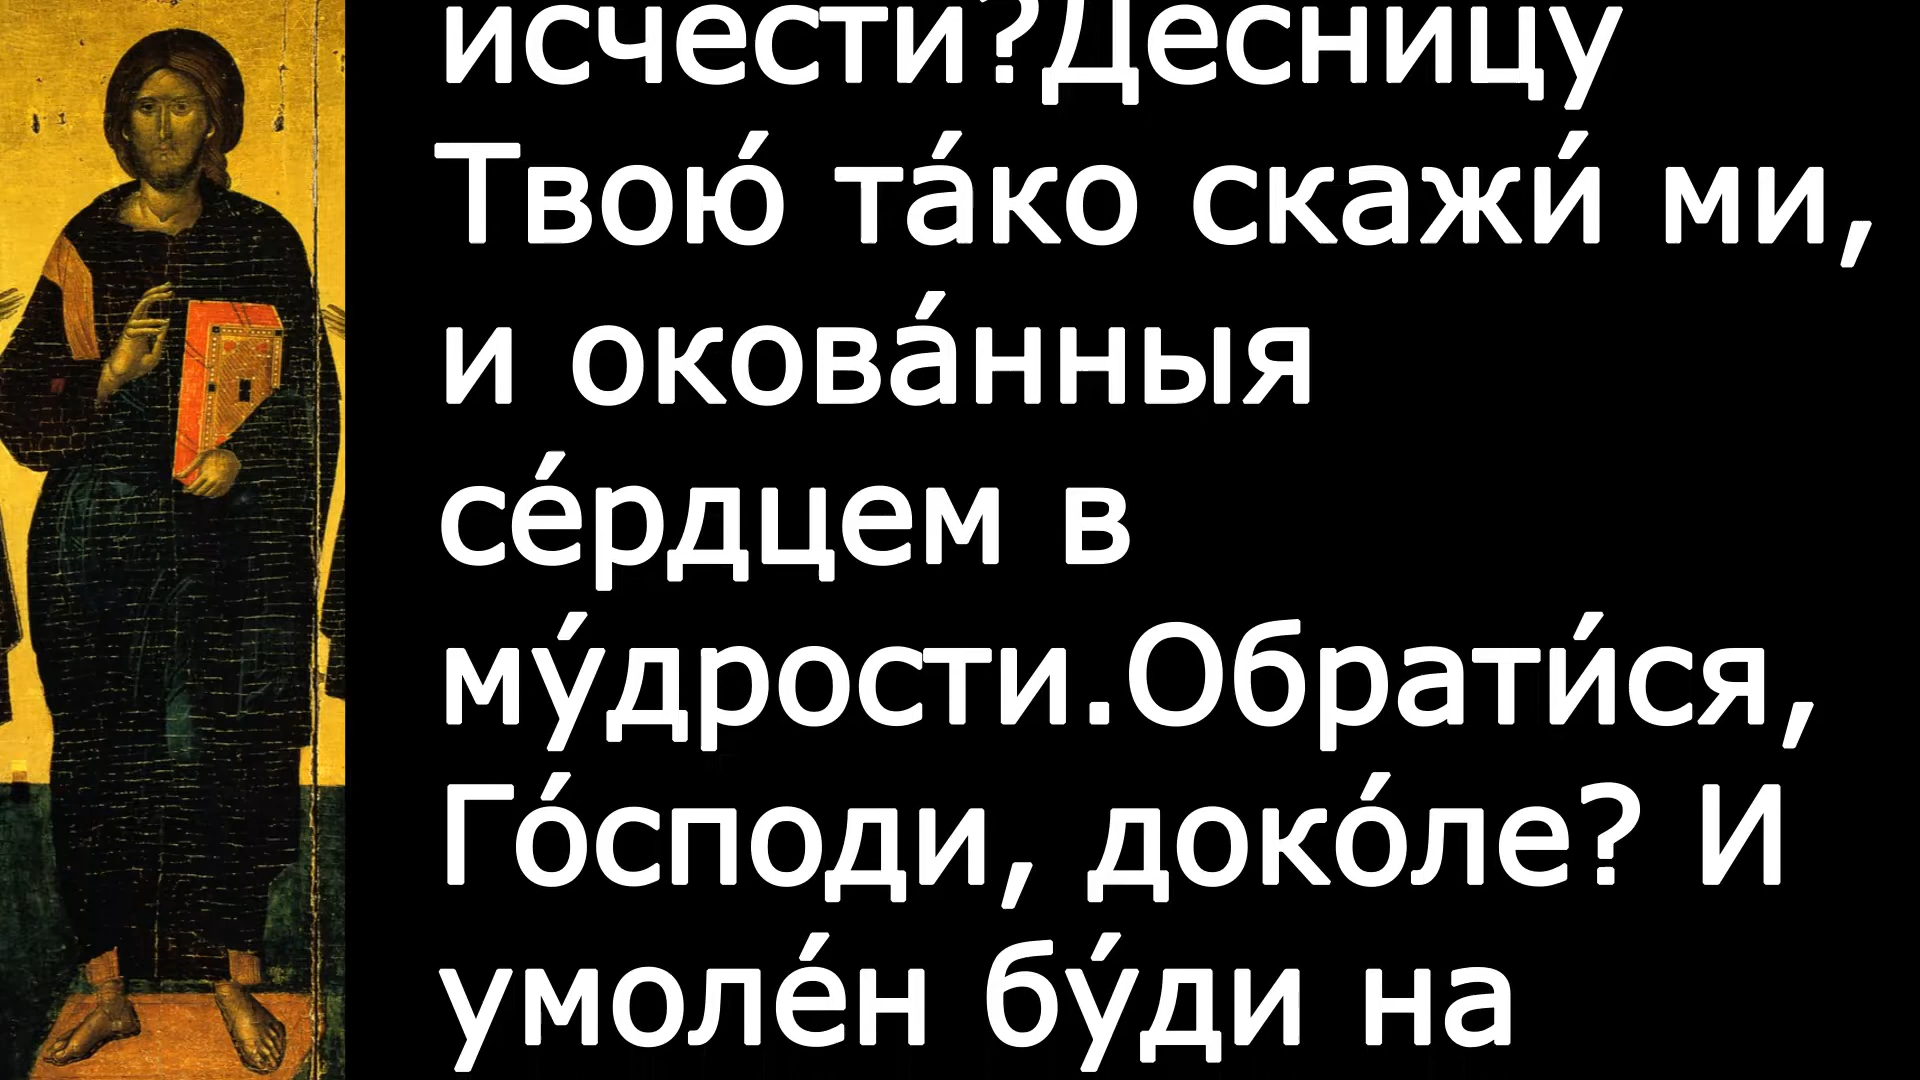 исчести?Десницу
Твою́ та́ко скажи́ ми,
и окова́нныя
се́рдцем в
му́дрости.Обрати́ся,
Го́споди, доко́ле? И
умоле́н бу́ди на